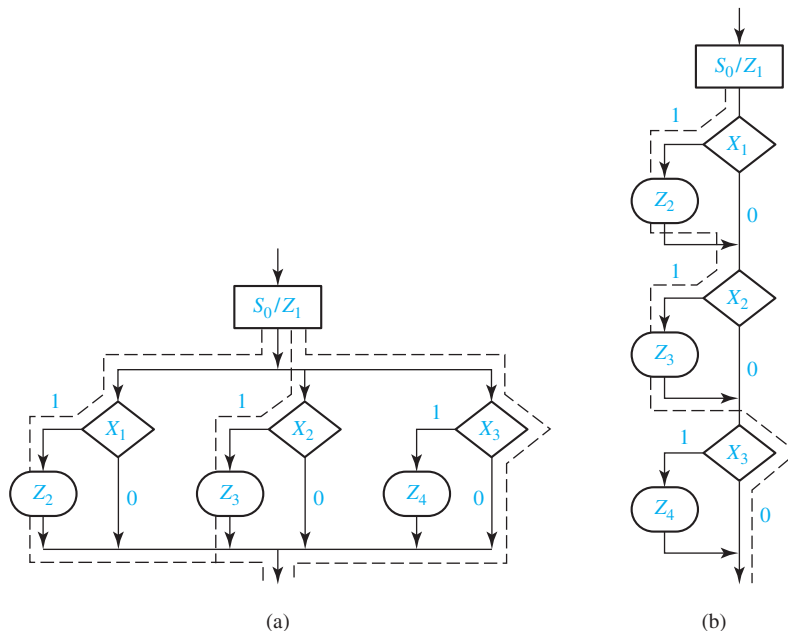 S₀/Z₁
1
X₁
Z₂
0
1
X₂
Z₃
0
1
X₃
Z₄
0
(a)
S₀/Z₁
1
X₁
Z₂
0
1
X₂
Z₃
0
1
X₃
Z₄
0
(b)